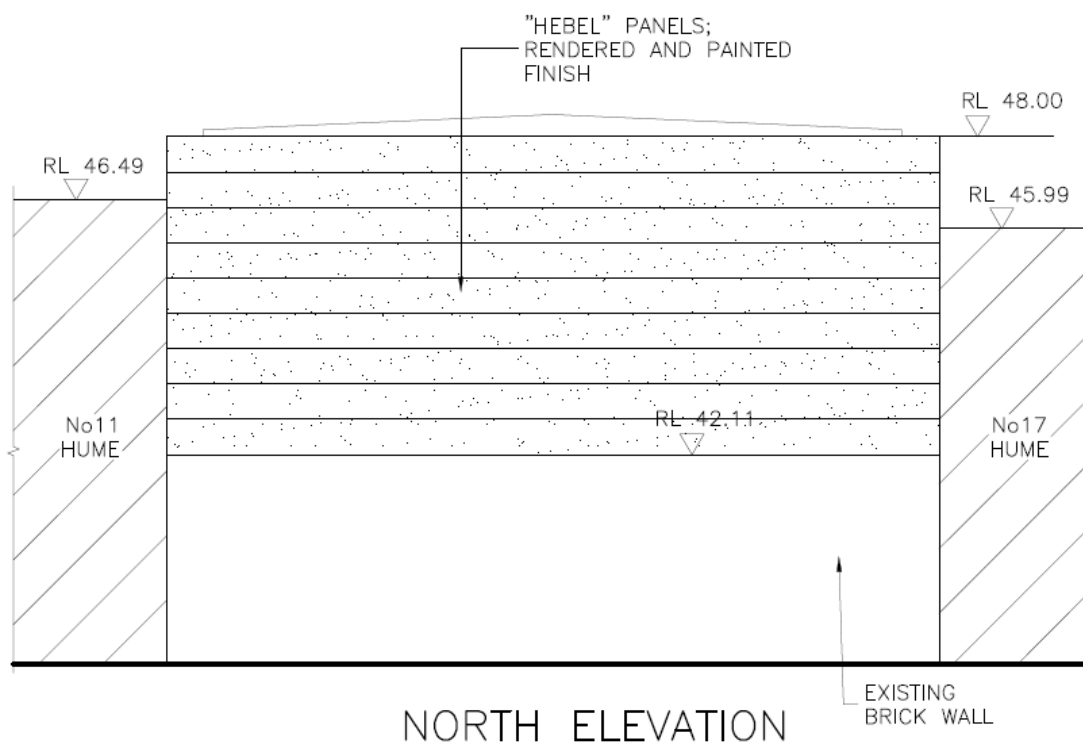 "HEBEL" PANELS;
RENDERED AND PAINTED
FINISH
RL 48.00
RL 46.49
RL 45.99
RL 42.11
No11
HUME
No17
HUME
EXISTING
BRICK WALL
NORTH ELEVATION